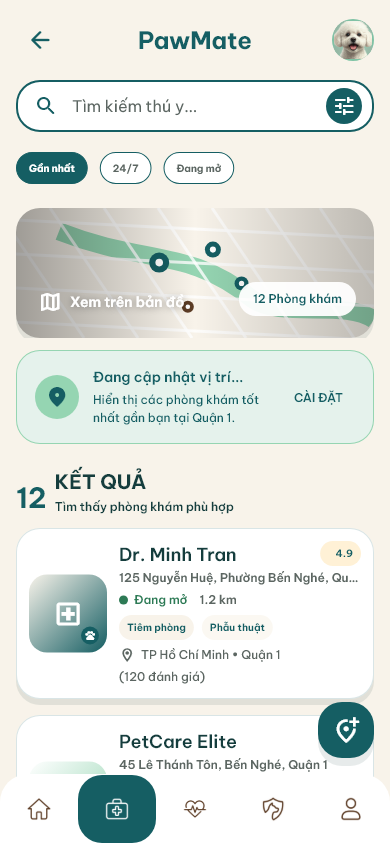 PawMate
Tìm kiếm thú y...
Gần nhất
24/7
Đang mở
Xem trên bản đồ
12 Phòng khám
Đang cập nhật vị trí...
Hiển thị các phòng khám tốt
nhất gần bạn tại Quận 1.
CÀI ĐẶT
12
KẾT QUẢ
Tìm thấy phòng khám phù hợp
Dr. Minh Tran
4.9
125 Nguyễn Huệ, Phường Bến Nghé, Qu...
Đang mở
1.2 km
Tiêm phòng
Phẫu thuật
TP Hồ Chí Minh • Quận 1
(120 đánh giá)
PetCare Elite
45 Lê Thánh Tôn, Bến Nghé, Quận 1